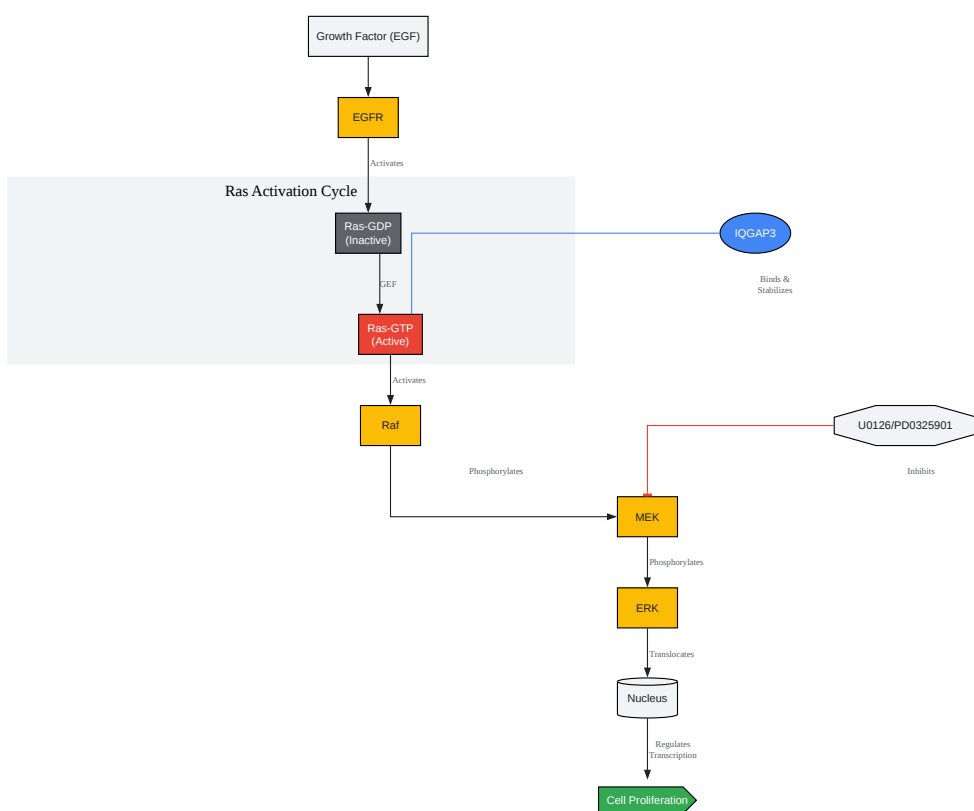 Growth Factor (EGF)
EGFR
Activates
Ras Activation Cycle
Ras-GDP
(Inactive)
IQGAP3
GEF
Binds &
Stabilizes
Ras-GTP
(Active)
Activates
Raf
U0126/PD0325901
Phosphorylates
Inhibits
MEK
Phosphorylates
ERK
Translocates
Nucleus
Regulates
Transcription
Cell Proliferation